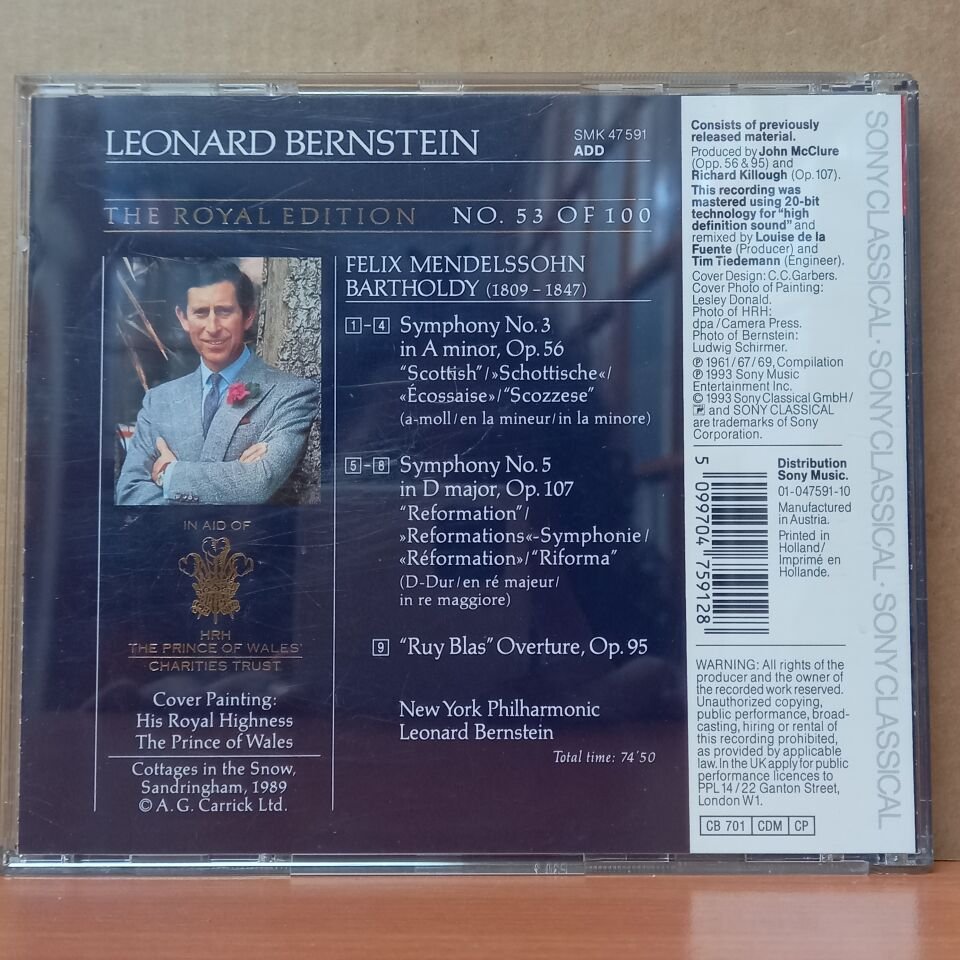 LEONARD BERNSTEIN
SMK 47591
ADD
THE ROYAL EDITION
NO. 53 OF 100
FELIX MENDELSSOHN
BARTHOLDY (1809 – 1847)
1 – 4 Symphony No. 3
in A minor, Op. 56
“Scottish”/»Schottische«/
«Écossaise»/“Scozzese”
(a-moll/en la mineur/in la minore)
5 – 8 Symphony No. 5
in D major, Op. 107
“Reformation”/
»Reformations«-Symphonie/
«Réformation»/“Riforma”
(D-Dur/en ré majeur/
in re maggiore)
9 “Ruy Blas” Overture, Op. 95
New York Philharmonic
Leonard Bernstein
Total time: 74'50
IN AID OF
HRH
THE PRINCE OF WALES'
CHARITIES TRUST
Cover Painting:
His Royal Highness
The Prince of Wales
Cottages in the Snow,
Sandringham, 1989
© A. G. Carrick Ltd.
Consists of previously
released material.
Produced by John McClure
(Opp. 56 & 95) and
Richard Killough (Op. 107).
This recording was
mastered using 20-bit
technology for “high
definition sound” and
remixed by Louise de la
Fuente (Producer) and
Tim Tiedemann (Engineer).
Cover Design: C.C. Garbers.
Cover Photo of Painting:
Lesley Donald.
Photo of HRH:
dpa/Camera Press.
Photo of Bernstein:
Ludwig Schirmer.
℗ 1961/67/69, Compilation
℗ 1993 Sony Music
Entertainment Inc.
© 1993 Sony Classical GmbH/
and SONY CLASSICAL
are trademarks of Sony
Corporation.
5 099704 759128
Distribution
Sony Music.
01-047591-10
Manufactured
in Austria.
Printed in
Holland/
Imprimé en
Hollande.
WARNING: All rights of the
producer and the owner of
the recorded work reserved.
Unauthorized copying,
public performance, broad-
casting, hiring or rental of
this recording prohibited,
as provided by applicable
law. In the UK apply for public
performance licences to
PPL 14/22 Ganton Street,
London W1.
CB 701 CDM CP
SONY CLASSICAL · SONY CLASSICAL · SONY CLASSICAL